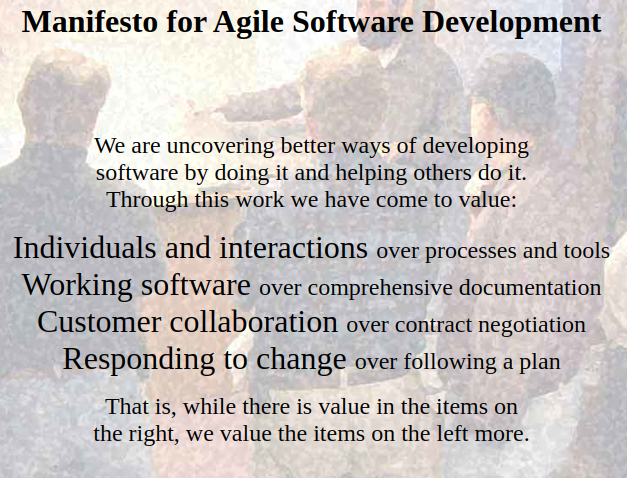 Manifesto for Agile Software Development
We are uncovering better ways of developing
software by doing it and helping others do it.
Through this work we have come to value:
Individuals and interactions over processes and tools
Working software over comprehensive documentation
Customer collaboration over contract negotiation
Responding to change over following a plan
That is, while there is value in the items on
the right, we value the items on the left more.